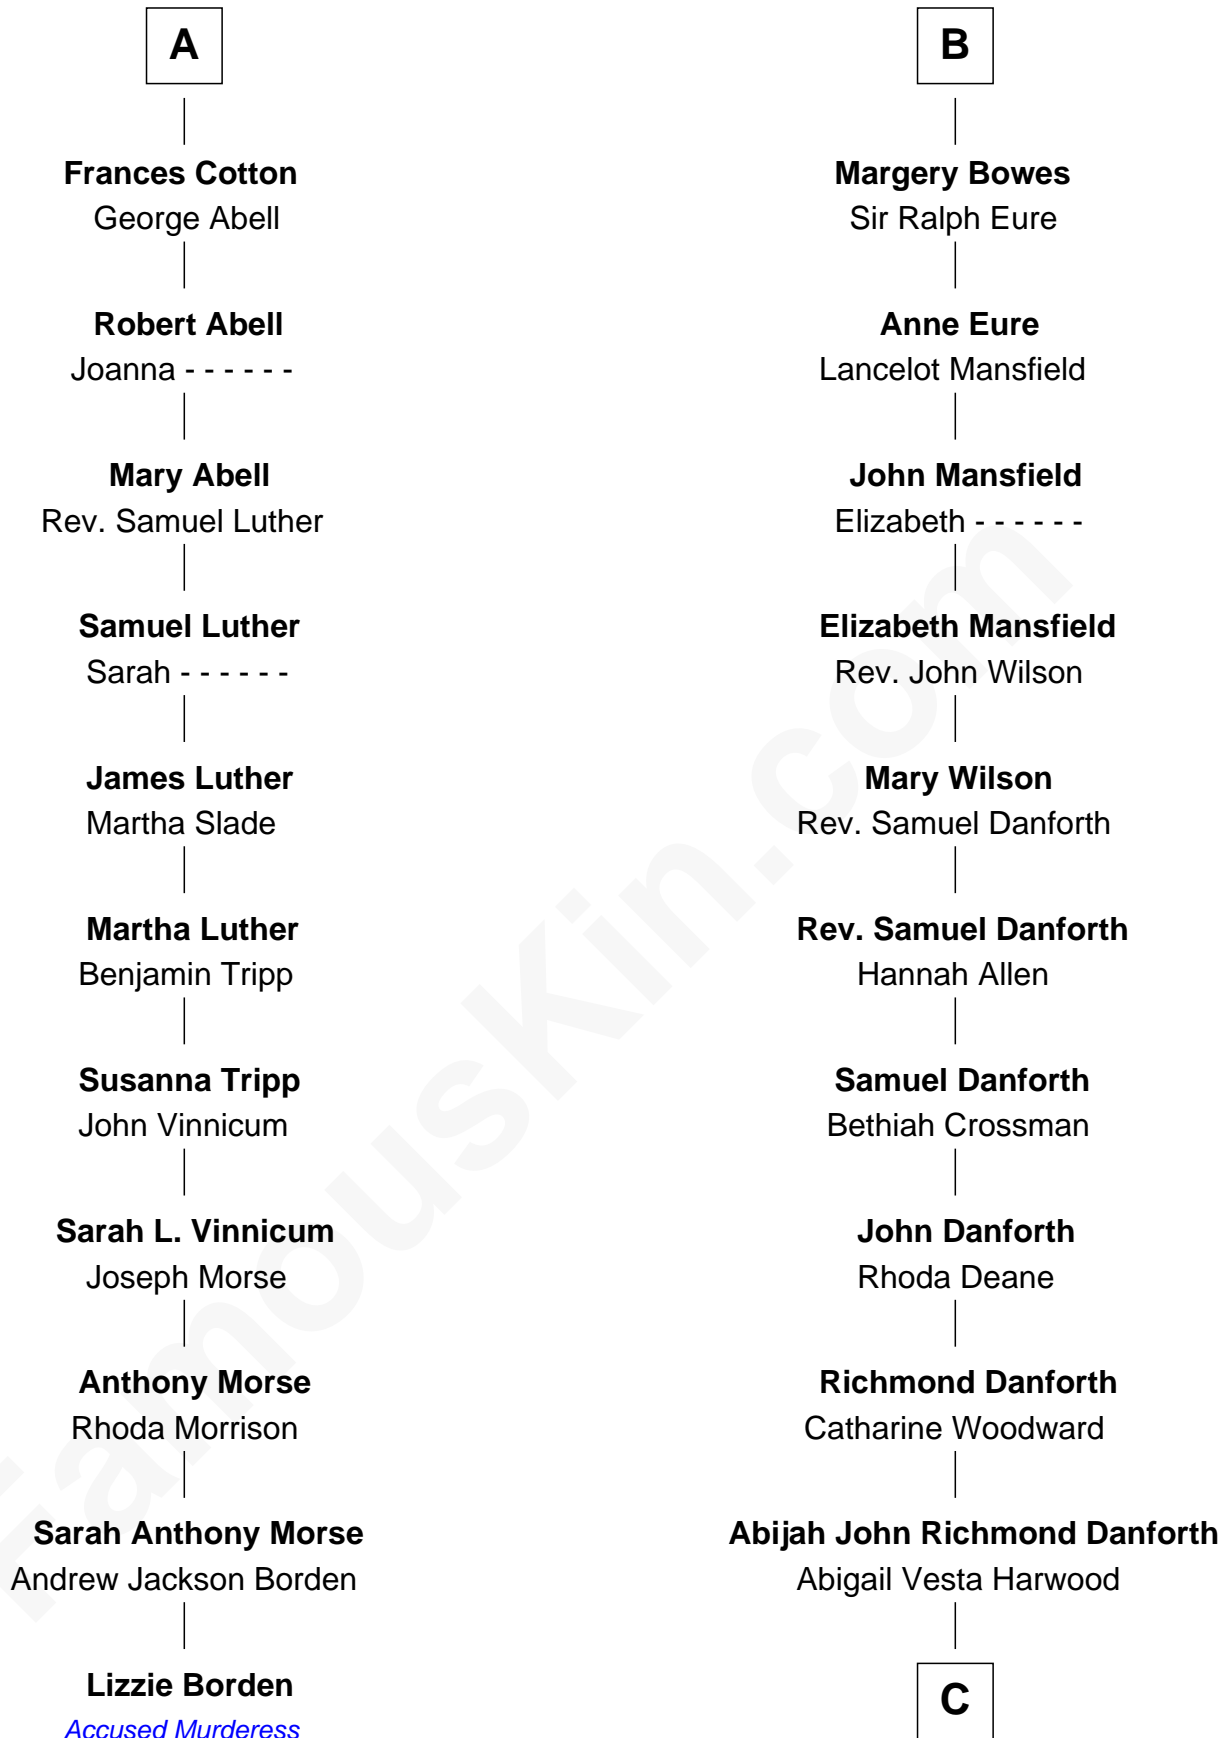 A
Frances Cotton
George Abell
Robert Abell
Joanna - - - - - -
Mary Abell
Rev. Samuel Luther
Samuel Luther
Sarah - - - - - -
James Luther
Martha Slade
Martha Luther
Benjamin Tripp
Susanna Tripp
John Vinnicum
Sarah L. Vinnicum
Joseph Morse
Anthony Morse
Rhoda Morrison
Sarah Anthony Morse
Andrew Jackson Borden
Lizzie Borden
Accused Murderess
B
Margery Bowes
Sir Ralph Eure
Anne Eure
Lancelot Mansfield
John Mansfield
Elizabeth - - - - - -
Elizabeth Mansfield
Rev. John Wilson
Mary Wilson
Rev. Samuel Danforth
Rev. Samuel Danforth
Hannah Allen
Samuel Danforth
Bethiah Crossman
John Danforth
Rhoda Deane
Richmond Danforth
Catharine Woodward
Abijah John Richmond Danforth
Abigail Vesta Harwood
C
FamousKin.com